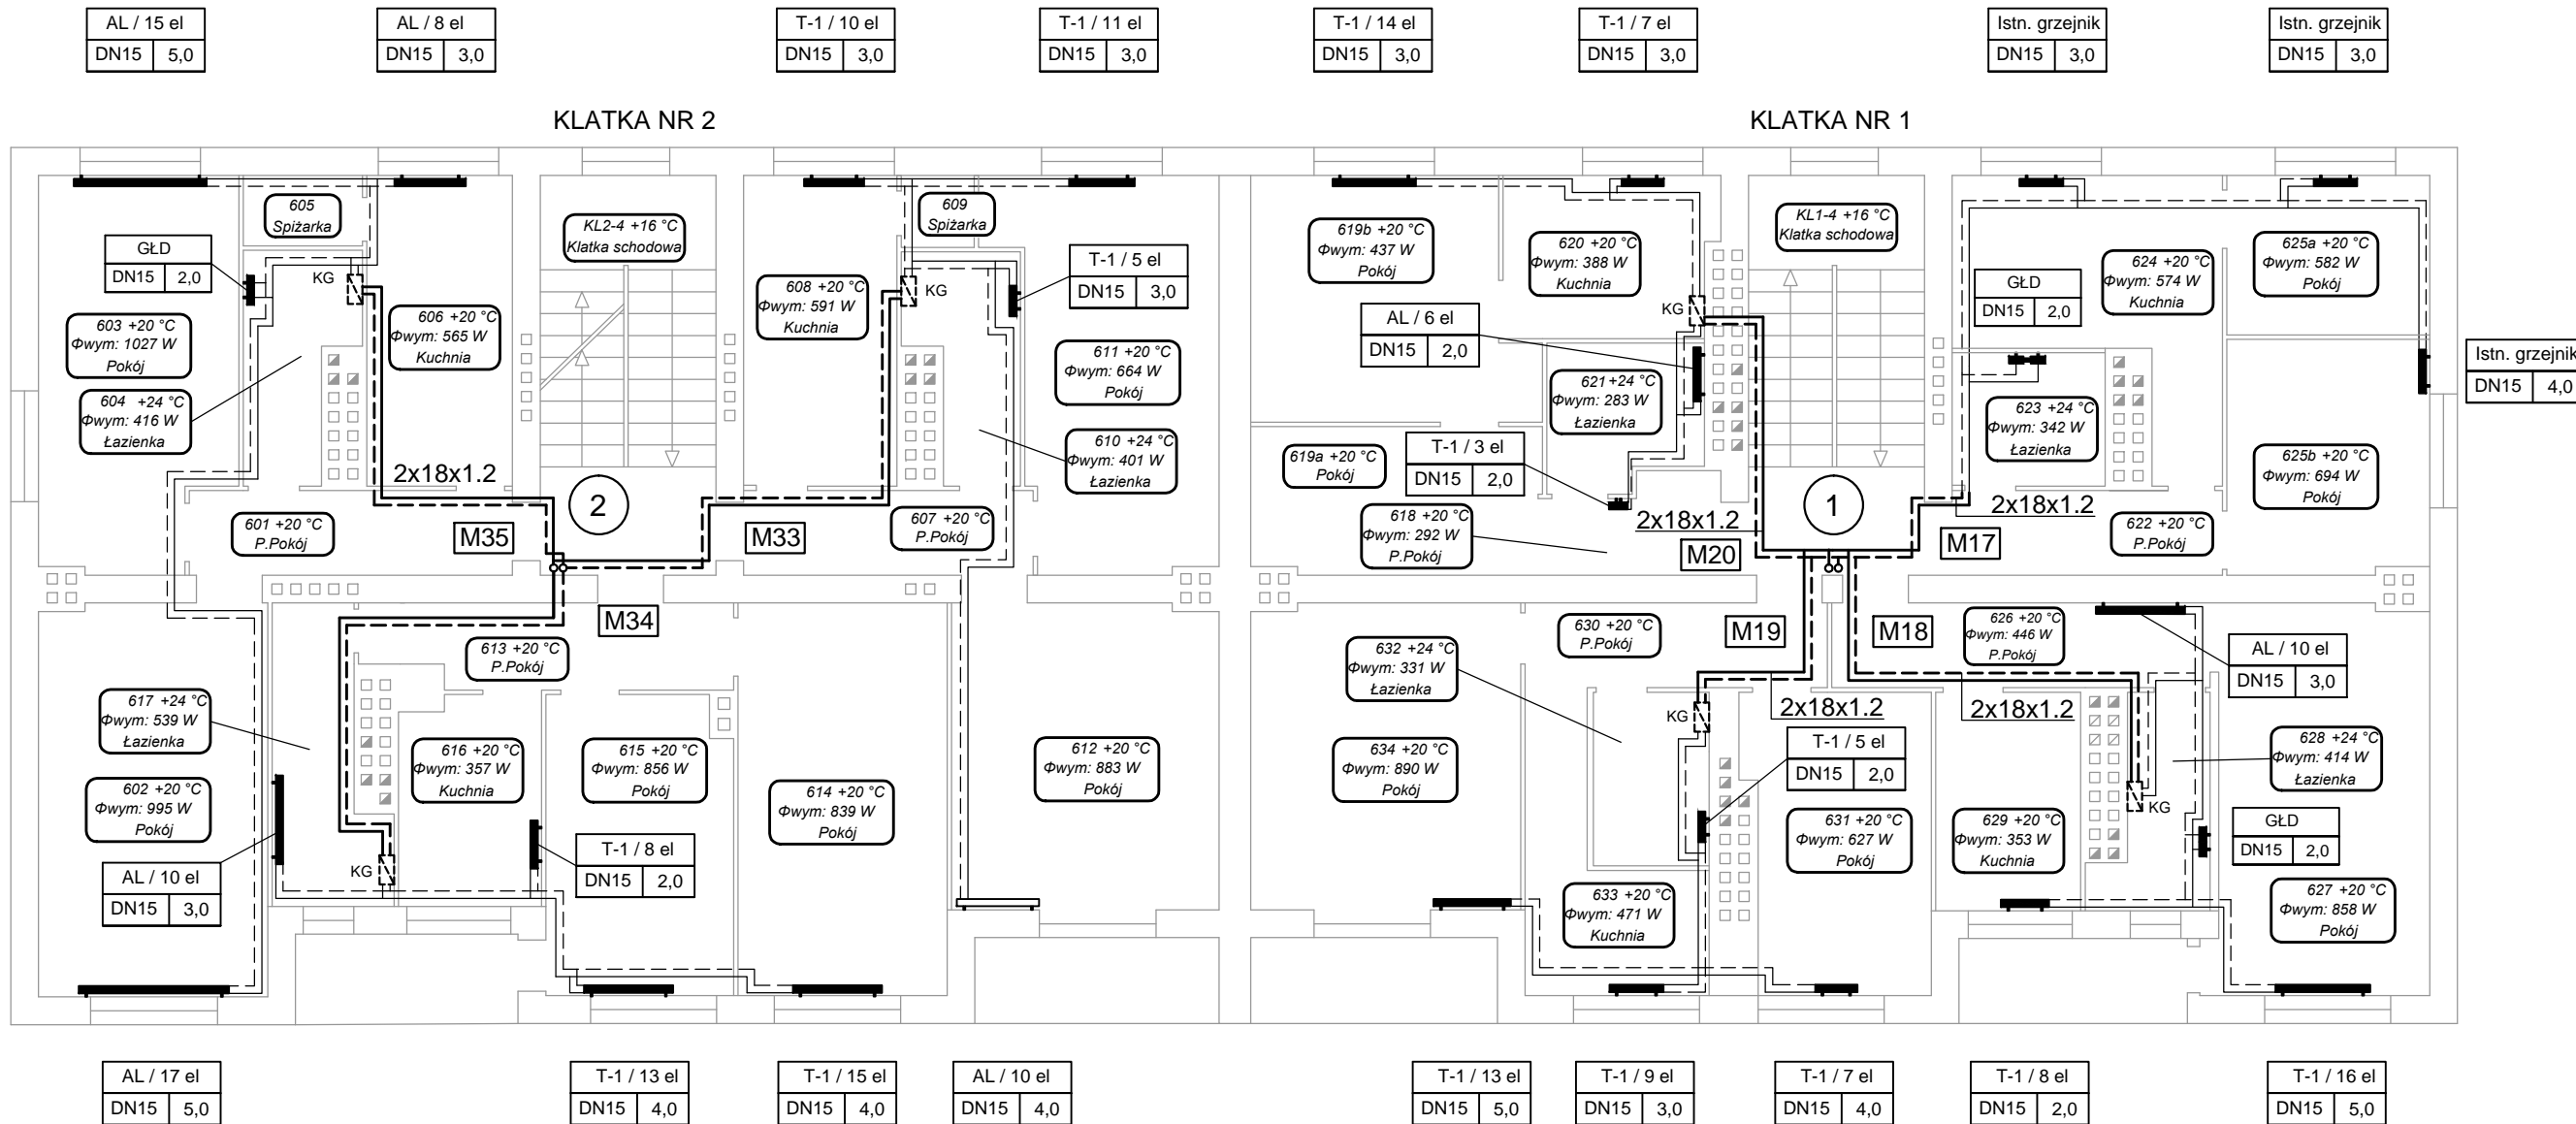 AL / 15 el
DN15 5,0
AL / 8 el
DN15 3,0
T-1 / 10 el
DN15 3,0
T-1 / 11 el
DN15 3,0
T-1 / 14 el
DN15 3,0
T-1 / 7 el
DN15 3,0
Istn. grzejnik
DN15 3,0
Istn. grzejnik
DN15 3,0
KLATKA NR 2
KLATKA NR 1
605
Spiżarka
KL2-4 +16 °C
Klatka schodowa
609
Spiżarka
619b +20 °C
Φwym: 437 W
Pokój
620 +20 °C
Φwym: 388 W
Kuchnia
KL1-4 +16 °C
Klatka schodowa
624 +20 °C
Φwym: 574 W
Kuchnia
625a +20 °C
Φwym: 582 W
Pokój
GŁD
DN15 2,0
KG
603 +20 °C
Φwym: 1027 W
Pokój
606 +20 °C
Φwym: 565 W
Kuchnia
608 +20 °C
Φwym: 591 W
Kuchnia
KG
T-1 / 5 el
DN15 3,0
KG
GŁD
DN15 2,0
AL / 6 el
DN15 2,0
604 +24 °C
Φwym: 416 W
Łazienka
611 +20 °C
Φwym: 664 W
Pokój
621 +24 °C
Φwym: 283 W
Łazienka
623 +24 °C
Φwym: 342 W
Łazienka
Istn. grzejnik
DN15 4,0
2x18x1.2
2
610 +24 °C
Φwym: 401 W
Łazienka
619a +20 °C
Pokój
T-1 / 3 el
DN15 2,0
1
625b +20 °C
Φwym: 694 W
Pokój
601 +20 °C
P.Pokój
M35
M33
607 +20 °C
P.Pokój
618 +20 °C
Φwym: 292 W
P.Pokój
2x18x1.2
M20
M17
2x18x1.2
622 +20 °C
P.Pokój
M34
613 +20 °C
P.Pokój
630 +20 °C
P.Pokój
M19
M18
626 +20 °C
Φwym: 446 W
P.Pokój
632 +24 °C
Φwym: 331 W
Łazienka
AL / 10 el
DN15 3,0
617 +24 °C
Φwym: 539 W
Łazienka
KG
2x18x1.2
2x18x1.2
616 +20 °C
Φwym: 357 W
Kuchnia
615 +20 °C
Φwym: 856 W
Pokój
612 +20 °C
Φwym: 883 W
Pokój
634 +20 °C
Φwym: 890 W
Pokój
T-1 / 5 el
DN15 2,0
628 +24 °C
Φwym: 414 W
Łazienka
602 +20 °C
Φwym: 995 W
Pokój
614 +20 °C
Φwym: 839 W
Pokój
631 +20 °C
Φwym: 627 W
Pokój
629 +20 °C
Φwym: 353 W
Kuchnia
KG
GŁD
DN15 2,0
AL / 10 el
DN15 3,0
KG
T-1 / 8 el
DN15 2,0
633 +20 °C
Φwym: 471 W
Kuchnia
627 +20 °C
Φwym: 858 W
Pokój
AL / 17 el
DN15 5,0
T-1 / 13 el
DN15 4,0
T-1 / 15 el
DN15 4,0
AL / 10 el
DN15 4,0
T-1 / 13 el
DN15 5,0
T-1 / 9 el
DN15 3,0
T-1 / 7 el
DN15 4,0
T-1 / 8 el
DN15 2,0
T-1 / 16 el
DN15 5,0